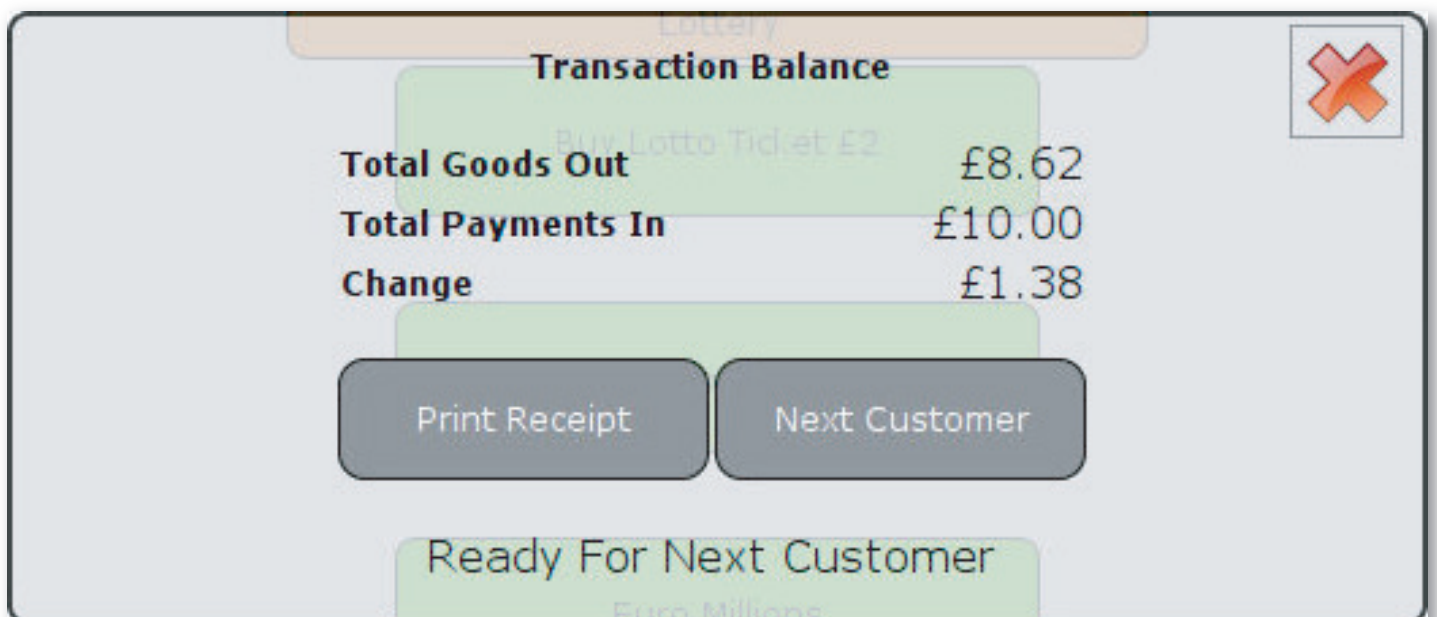 Lottery
Transaction Balance
Buy Lotto Ticket £2
Total Goods Out £8.62
Total Payments In £10.00
Change £1.38
Print Receipt Next Customer
Ready For Next Customer
Euro Millions